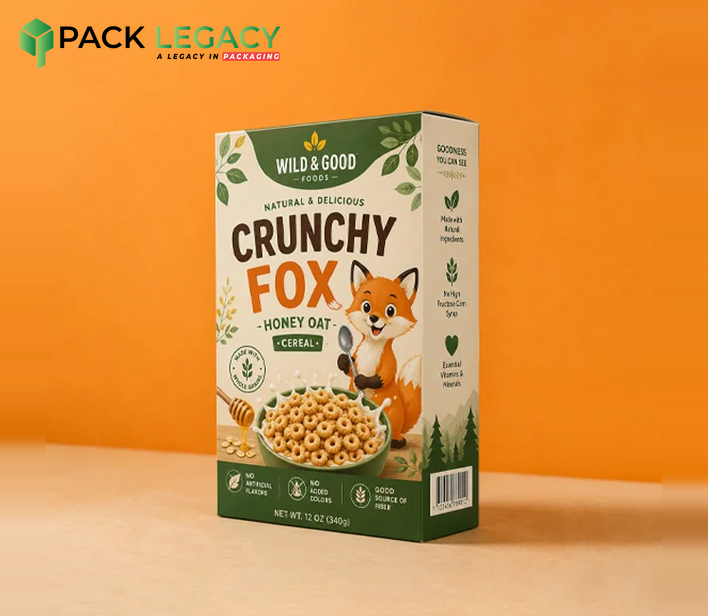 PACK LEGACY
A LEGACY IN PACKAGING
WILD & GOOD
FOODS
NATURAL & DELICIOUS
CRUNCHY
FOX
HONEY OAT
CEREAL
MADE WITH
WHOLE GRAINS
NO
ARTIFICIAL
FLAVORS
NO
ADDED
COLORS
GOOD
SOURCE OF
FIBER
NET WT. 12 OZ (340g)
GOODNESS
YOU CAN SEE
Made with
Natural
Ingredients
No High
Fructose Corn
Syrup
Essential
Vitamins &
Minerals